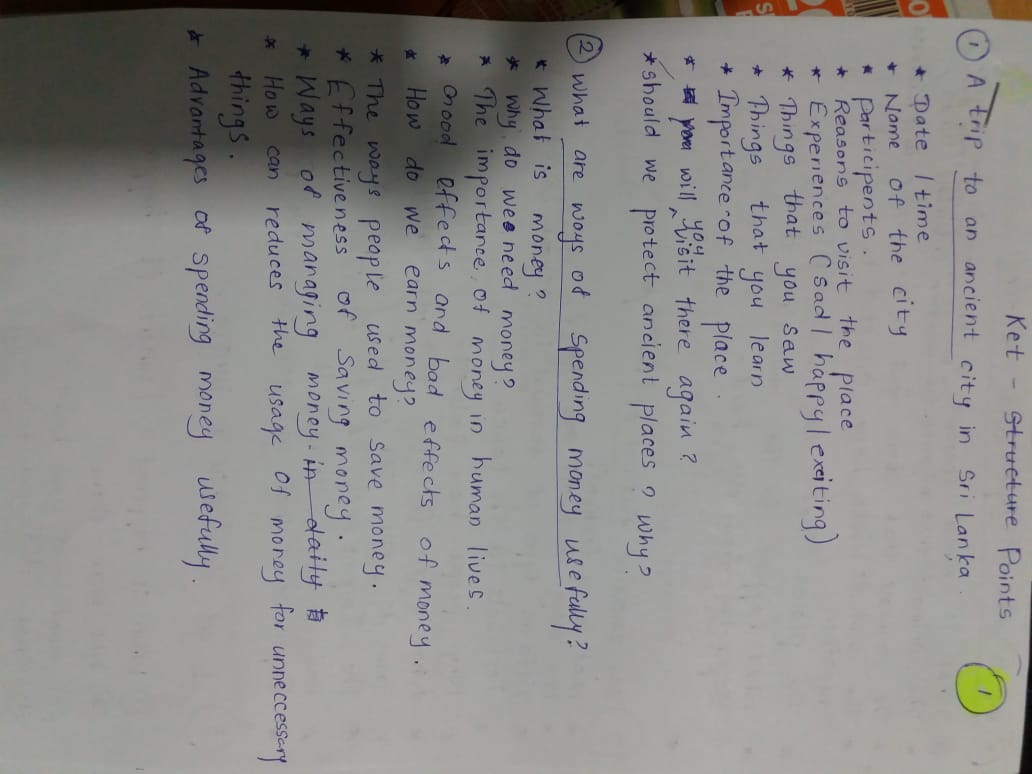 Ket - Structure Points
1
① A trip to an ancient city in Sri Lanka.
* Date / time
* Name of the city
* Participents.
* Reasons to visit the place
* Experiences (sad / happy / exciting)
* Things that you saw
* Things that you learn
* Importance of the place.
* you will you visit there again?
* should we protect ancient places? Why?
② What are ways of spending money usefully?
* What is money?
* Why do we need money?
* The importance of money in human lives.
* Good effects and bad effects of money.
* How do we earn money?
* The ways people used to save money.
* Effectiveness of saving money.
* Ways of managing money. in daily
* How can reduces the usage of money for unneccessary
things.
* Advantages of spending money usefully.